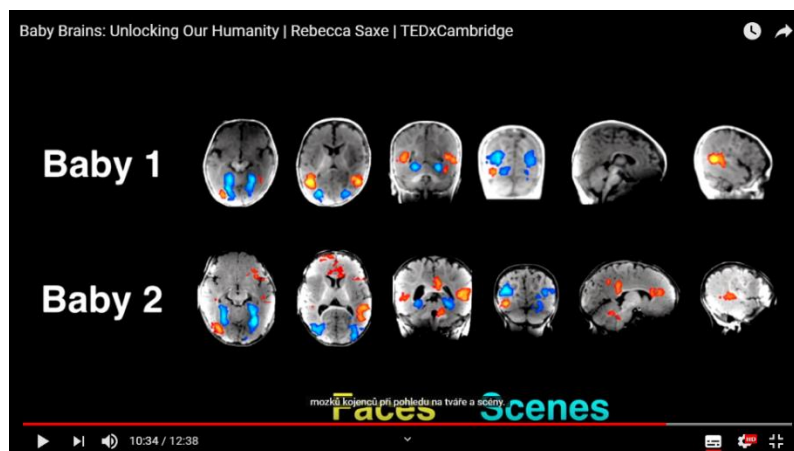 Baby Brains: Unlocking Our Humanity | Rebecca Saxe | TEDxCambridge
Baby 1
Baby 2
mozků kojenců při pohledu na tváře a scény.
Faces Scenes
10:34 / 12:38
HD